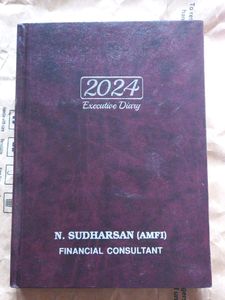 2024
Executive Diary
N. SUDHARSAN (AMFI)
FINANCIAL CONSULTANT